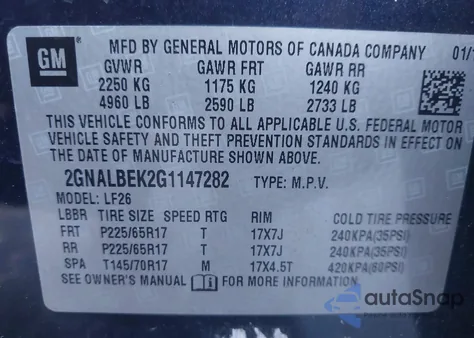 GM MFD BY GENERAL MOTORS OF CANADA COMPANY 01/1
GVWR GAWR FRT GAWR RR
2250 KG 1175 KG 1240 KG
4960 LB 2590 LB 2733 LB
THIS VEHICLE CONFORMS TO ALL APPLICABLE U.S. FEDERAL MOTOR
VEHICLE SAFETY AND THEFT PREVENTION STANDARDS IN EFFECT ON
THE DATE OF MANUFACTURE SHOWN ABOVE.
2GNALBEK2G1147282 TYPE: M.P.V.
MODEL: LF26
LBBR TIRE SIZE SPEED RTG RIM COLD TIRE PRESSURE
FRT P225/65R17 T 17X7J 240KPA(35PSI)
RR P225/65R17 T 17X7J 240KPA(35PSI)
SPA T145/70R17 M 17X4.5T 420KPA(60PSI)
SEE OWNER'S MANUAL FOR MORE INFORMATION.
autoSnap